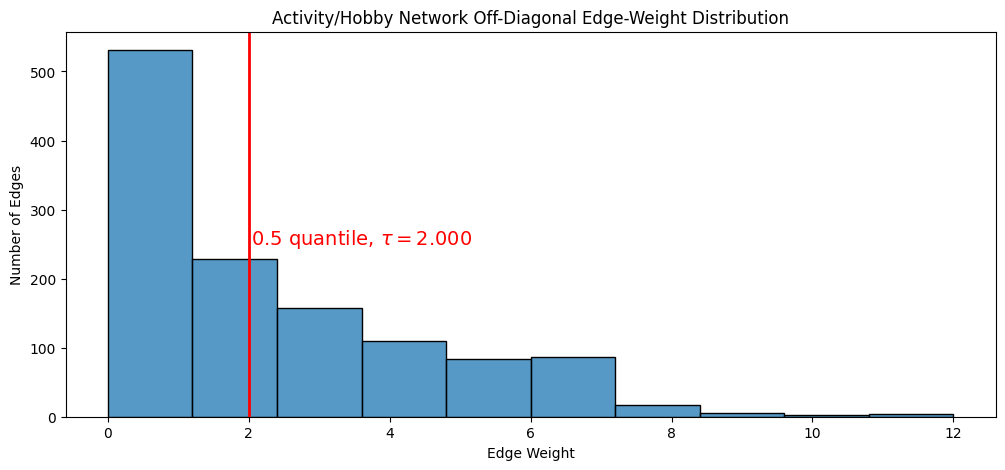 Activity/Hobby Network Off-Diagonal Edge-Weight Distribution
Number of Edges
500
400
300
200
100
0
0.5 quantile, τ = 2.000
0 2 4 6 8 10 12
Edge Weight